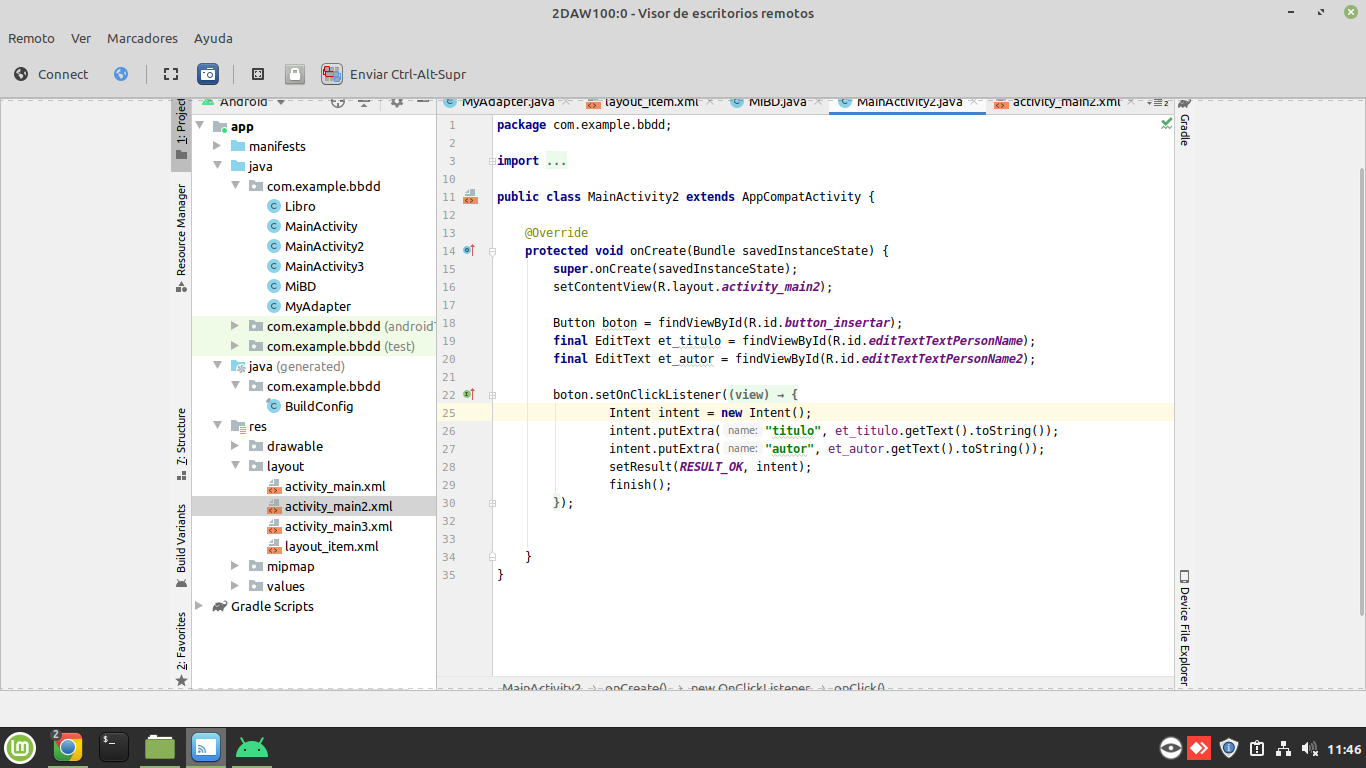 2DAW100:0 - Visor de escritorios remotos
Remoto Ver Marcadores Ayuda
Connect Enviar Ctrl-Alt-Supr
Android
MyAdapter.java layout_item.xml MiBD.java MainActivity2.java activity_main2.xml
1: Project
Resource Manager
7: Structure
Build Variants
2: Favorites
app
manifests
java
com.example.bbdd
Libro
MainActivity
MainActivity2
MainActivity3
MiBD
MyAdapter
com.example.bbdd (android
com.example.bbdd (test)
java (generated)
com.example.bbdd
BuildConfig
res
drawable
layout
activity_main.xml
activity_main2.xml
activity_main3.xml
layout_item.xml
mipmap
values
Gradle Scripts
1 package com.example.bbdd;
2
3 import ...
10
11 public class MainActivity2 extends AppCompatActivity {
12
13 @Override
14 protected void onCreate(Bundle savedInstanceState) {
15 super.onCreate(savedInstanceState);
16 setContentView(R.layout.activity_main2);
17
18 Button boton = findViewById(R.id.button_insertar);
19 final EditText et_titulo = findViewById(R.id.editTextTextPersonName);
20 final EditText et_autor = findViewById(R.id.editTextTextPersonName2);
21
22 boton.setOnClickListener((view) → {
25 Intent intent = new Intent();
26 intent.putExtra( name: "titulo", et_titulo.getText().toString());
27 intent.putExtra( name: "autor", et_autor.getText().toString());
28 setResult(RESULT_OK, intent);
29 finish();
30 });
32
33
34 }
35 }
MainActivity2 → onCreate() → new OnClickListener → onClick()
Gradle
Device File Explorer
2
>_
11:46